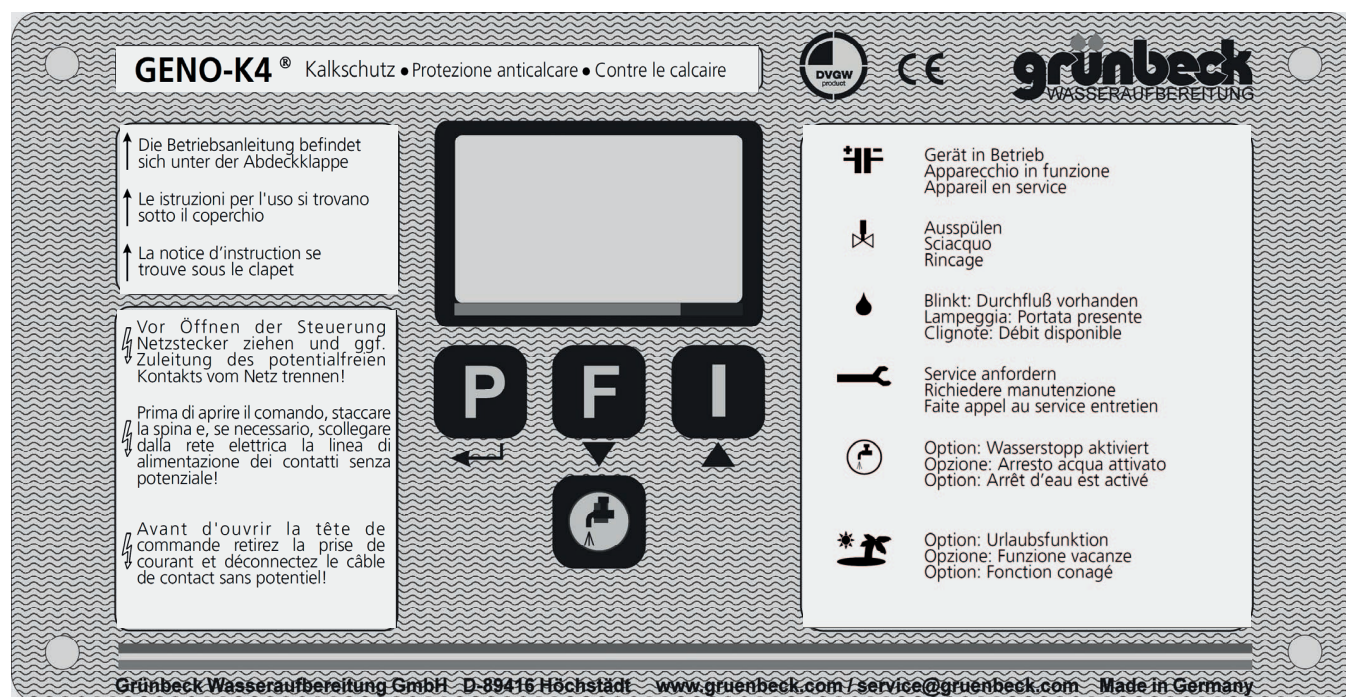 GENO-K4 ® Kalkschutz ● Protezione anticalcare ● Contre le calcaire
DVGW
product
CE
grünbeck
WASSERAUFBEREITUNG
Die Betriebsanleitung befindet
sich unter der Abdeckklappe
Le istruzioni per l'uso si trovano
sotto il coperchio
La notice d’instruction se
trouve sous le clapet
Vor Öffnen der Steuerung
Netzstecker ziehen und ggf.
Zuleitung des potentialfreien
Kontakts vom Netz trennen!
Prima di aprire il comando, staccare
la spina e, se necessario, scollegare
dalla rete elettrica la linea di
alimentazione dei contatti senza
potenziale!
Avant d'ouvrir la tête de
commande retirez la prise de
courant et déconnectez le câble
de contact sans potentiel!
P F I
Gerät in Betrieb
Apparecchio in funzione
Appareil en service
Ausspülen
Sciacquo
Rincage
Blinkt: Durchfluß vorhanden
Lampeggia: Portata presente
Clignote: Débit disponible
Service anfordern
Richiedere manutenzione
Faite appel au service entretien
Option: Wasserstopp aktiviert
Opzione: Arresto acqua attivato
Option: Arrêt d’eau est activé
Option: Urlaubsfunktion
Opzione: Funzione vacanze
Option: Fonction conagé
Grünbeck Wasseraufbereitung GmbH D-89416 Höchstädt www.gruenbeck.com / service@gruenbeck.com Made in Germany